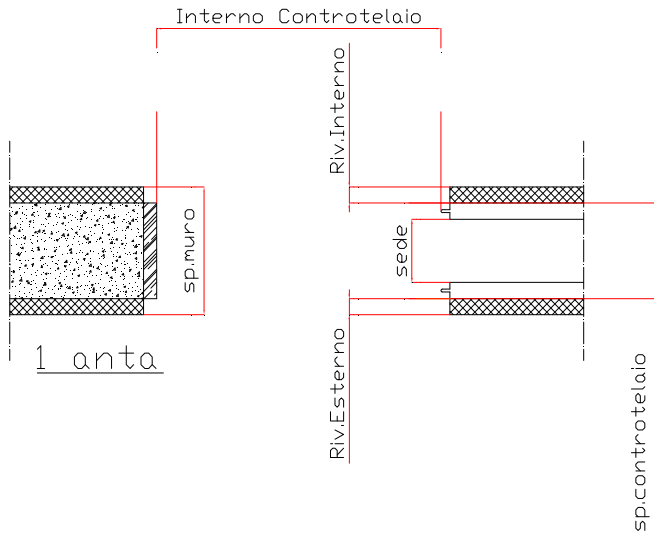 Interno Controtelaio
Riv.Interno
sp.muro
sede
1 anta
Riv.Esterno
sp.controtelaio